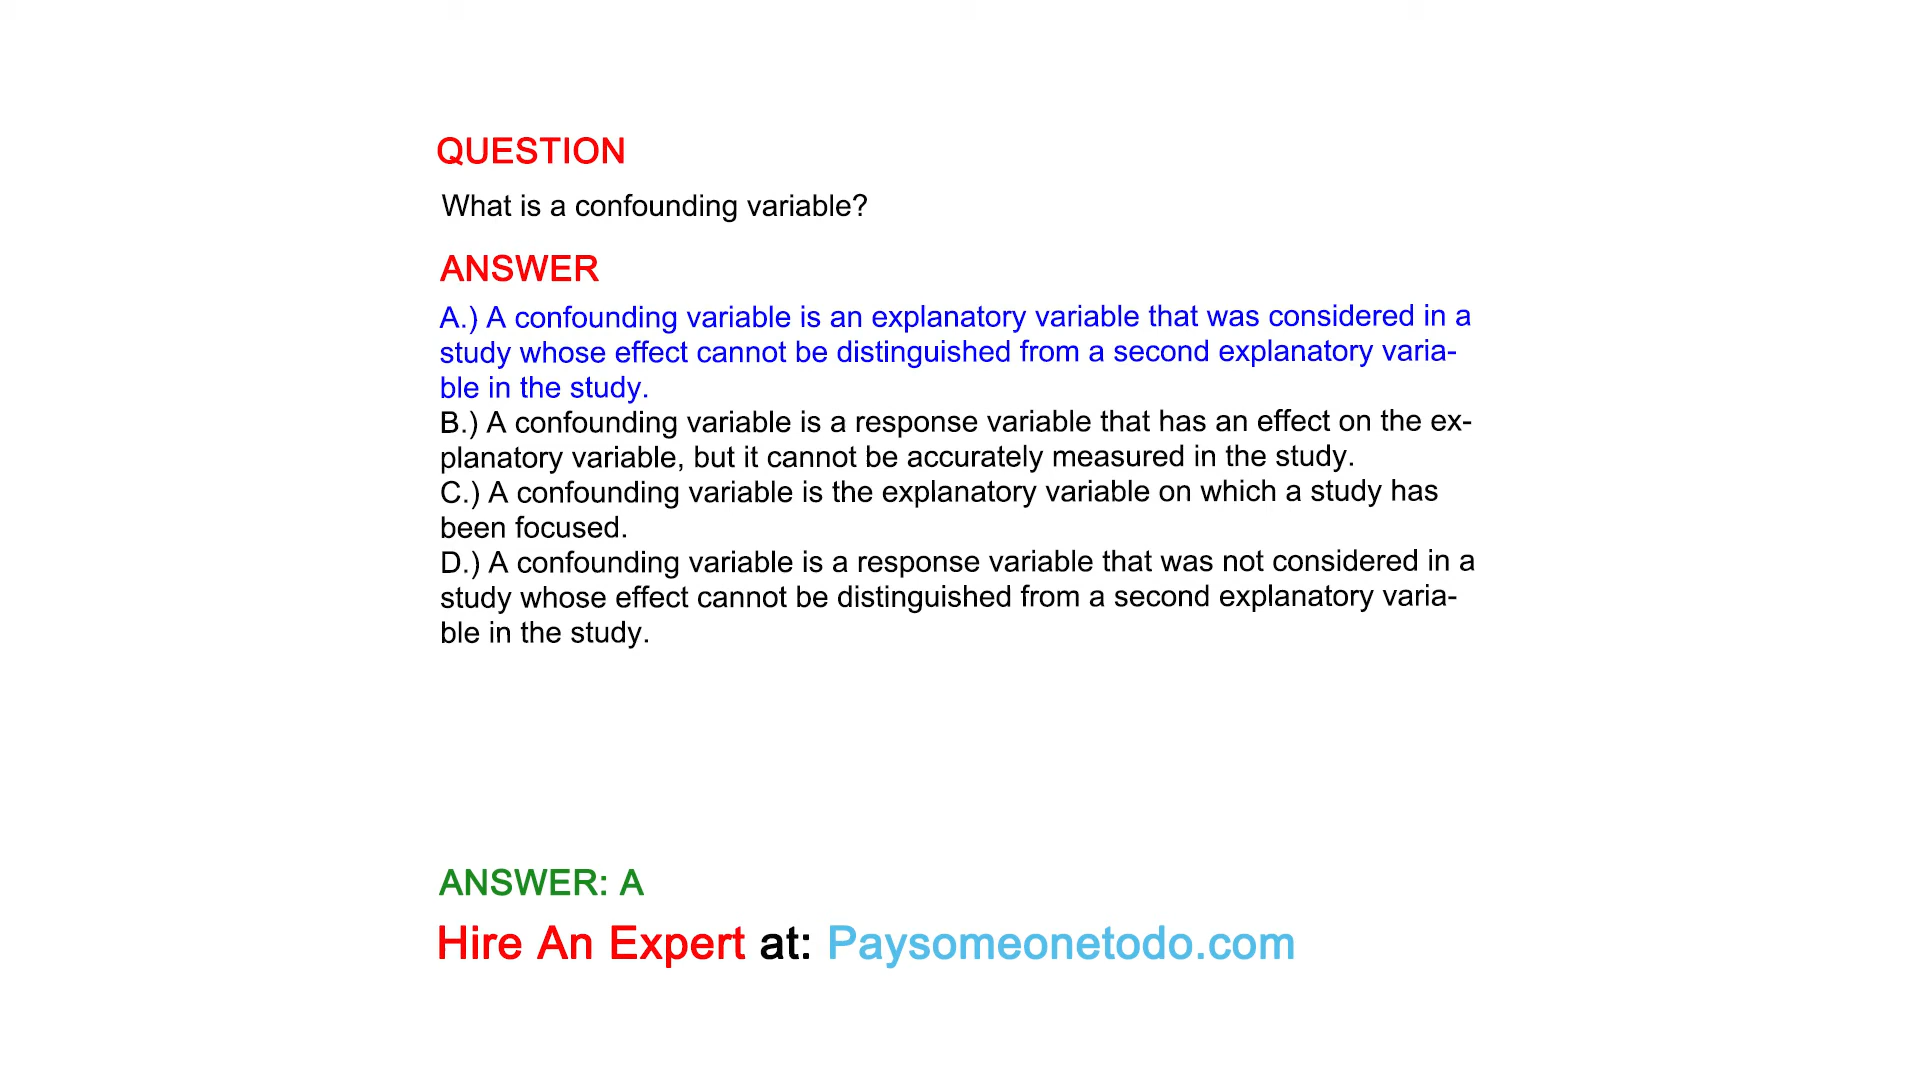 QUESTION
What is a confounding variable?
ANSWER
A.) A confounding variable is an explanatory variable that was considered in a
study whose effect cannot be distinguished from a second explanatory varia-
ble in the study.
B.) A confounding variable is a response variable that has an effect on the ex-
planatory variable, but it cannot be accurately measured in the study.
C.) A confounding variable is the explanatory variable on which a study has
been focused.
D.) A confounding variable is a response variable that was not considered in a
study whose effect cannot be distinguished from a second explanatory varia-
ble in the study.
ANSWER: A
Hire An Expert at: Paysomeonetodo.com